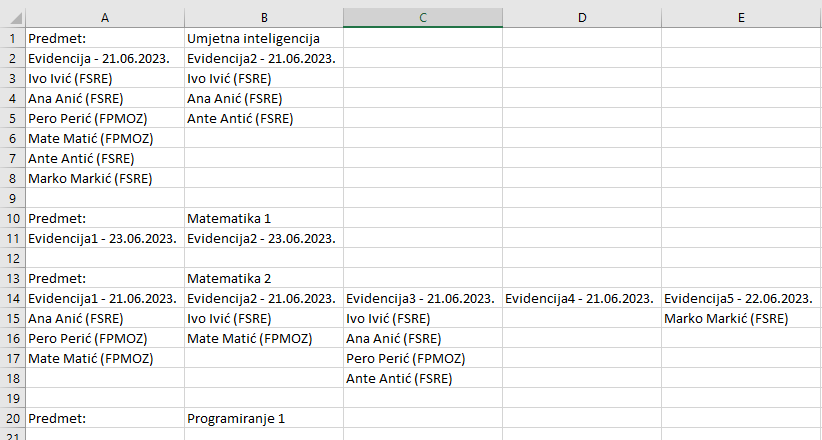 A B C D E
1 Predmet: Umjetna inteligencija
2 Evidencija - 21.06.2023. Evidencija2 - 21.06.2023.
3 Ivo Ivić (FSRE) Ivo Ivić (FSRE)
4 Ana Anić (FSRE) Ana Anić (FSRE)
5 Pero Perić (FPMOZ) Ante Antić (FSRE)
6 Mate Matić (FPMOZ)
7 Ante Antić (FSRE)
8 Marko Markić (FSRE)
9
10 Predmet: Matematika 1
11 Evidencija1 - 23.06.2023. Evidencija2 - 23.06.2023.
12
13 Predmet: Matematika 2
14 Evidencija1 - 21.06.2023. Evidencija2 - 21.06.2023. Evidencija3 - 21.06.2023. Evidencija4 - 21.06.2023. Evidencija5 - 22.06.2023.
15 Ana Anić (FSRE) Ivo Ivić (FSRE) Ivo Ivić (FSRE) Marko Markić (FSRE)
16 Pero Perić (FPMOZ) Mate Matić (FPMOZ) Ana Anić (FSRE)
17 Mate Matić (FPMOZ) Pero Perić (FPMOZ)
18 Ante Antić (FSRE)
19
20 Predmet: Programiranje 1
21